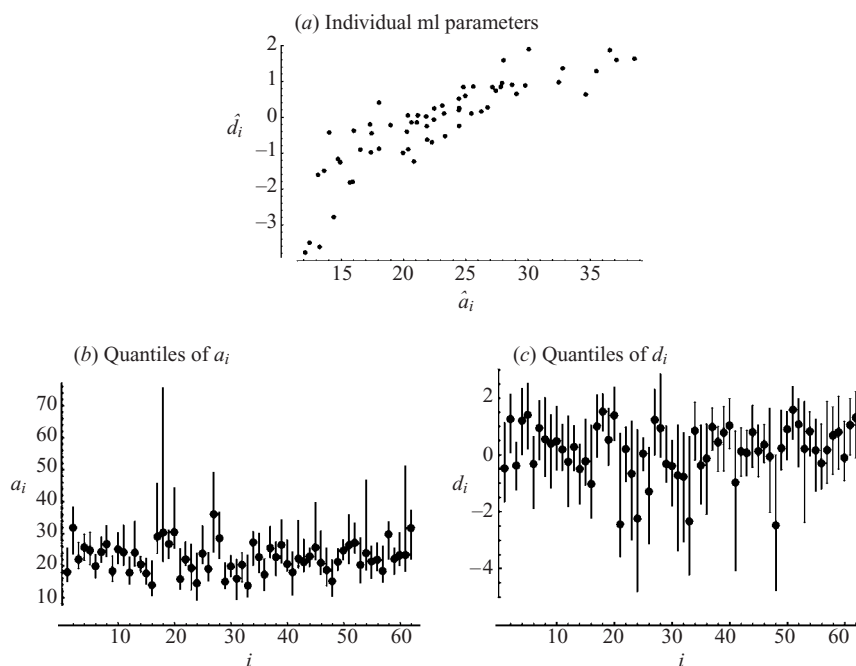 (a) Individual ml parameters
2
1
0
−1
−2
−3
d̂i
15 20 25 30 35
âi
(b) Quantiles of ai
70
60
50
40
30
20
10
ai
10 20 30 40 50 60
i
(c) Quantiles of di
2
0
−2
−4
di
10 20 30 40 50 60
i